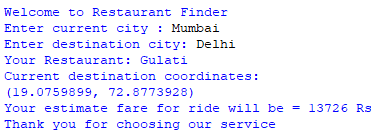 Welcome to Restaurant Finder
Enter current city : Mumbai
Enter destination city: Delhi
Your Restaurant: Gulati
Current destination coordinates:
(19.0759899, 72.8773928)
Your estimate fare for ride will be = 13726 Rs
Thank you for choosing our service